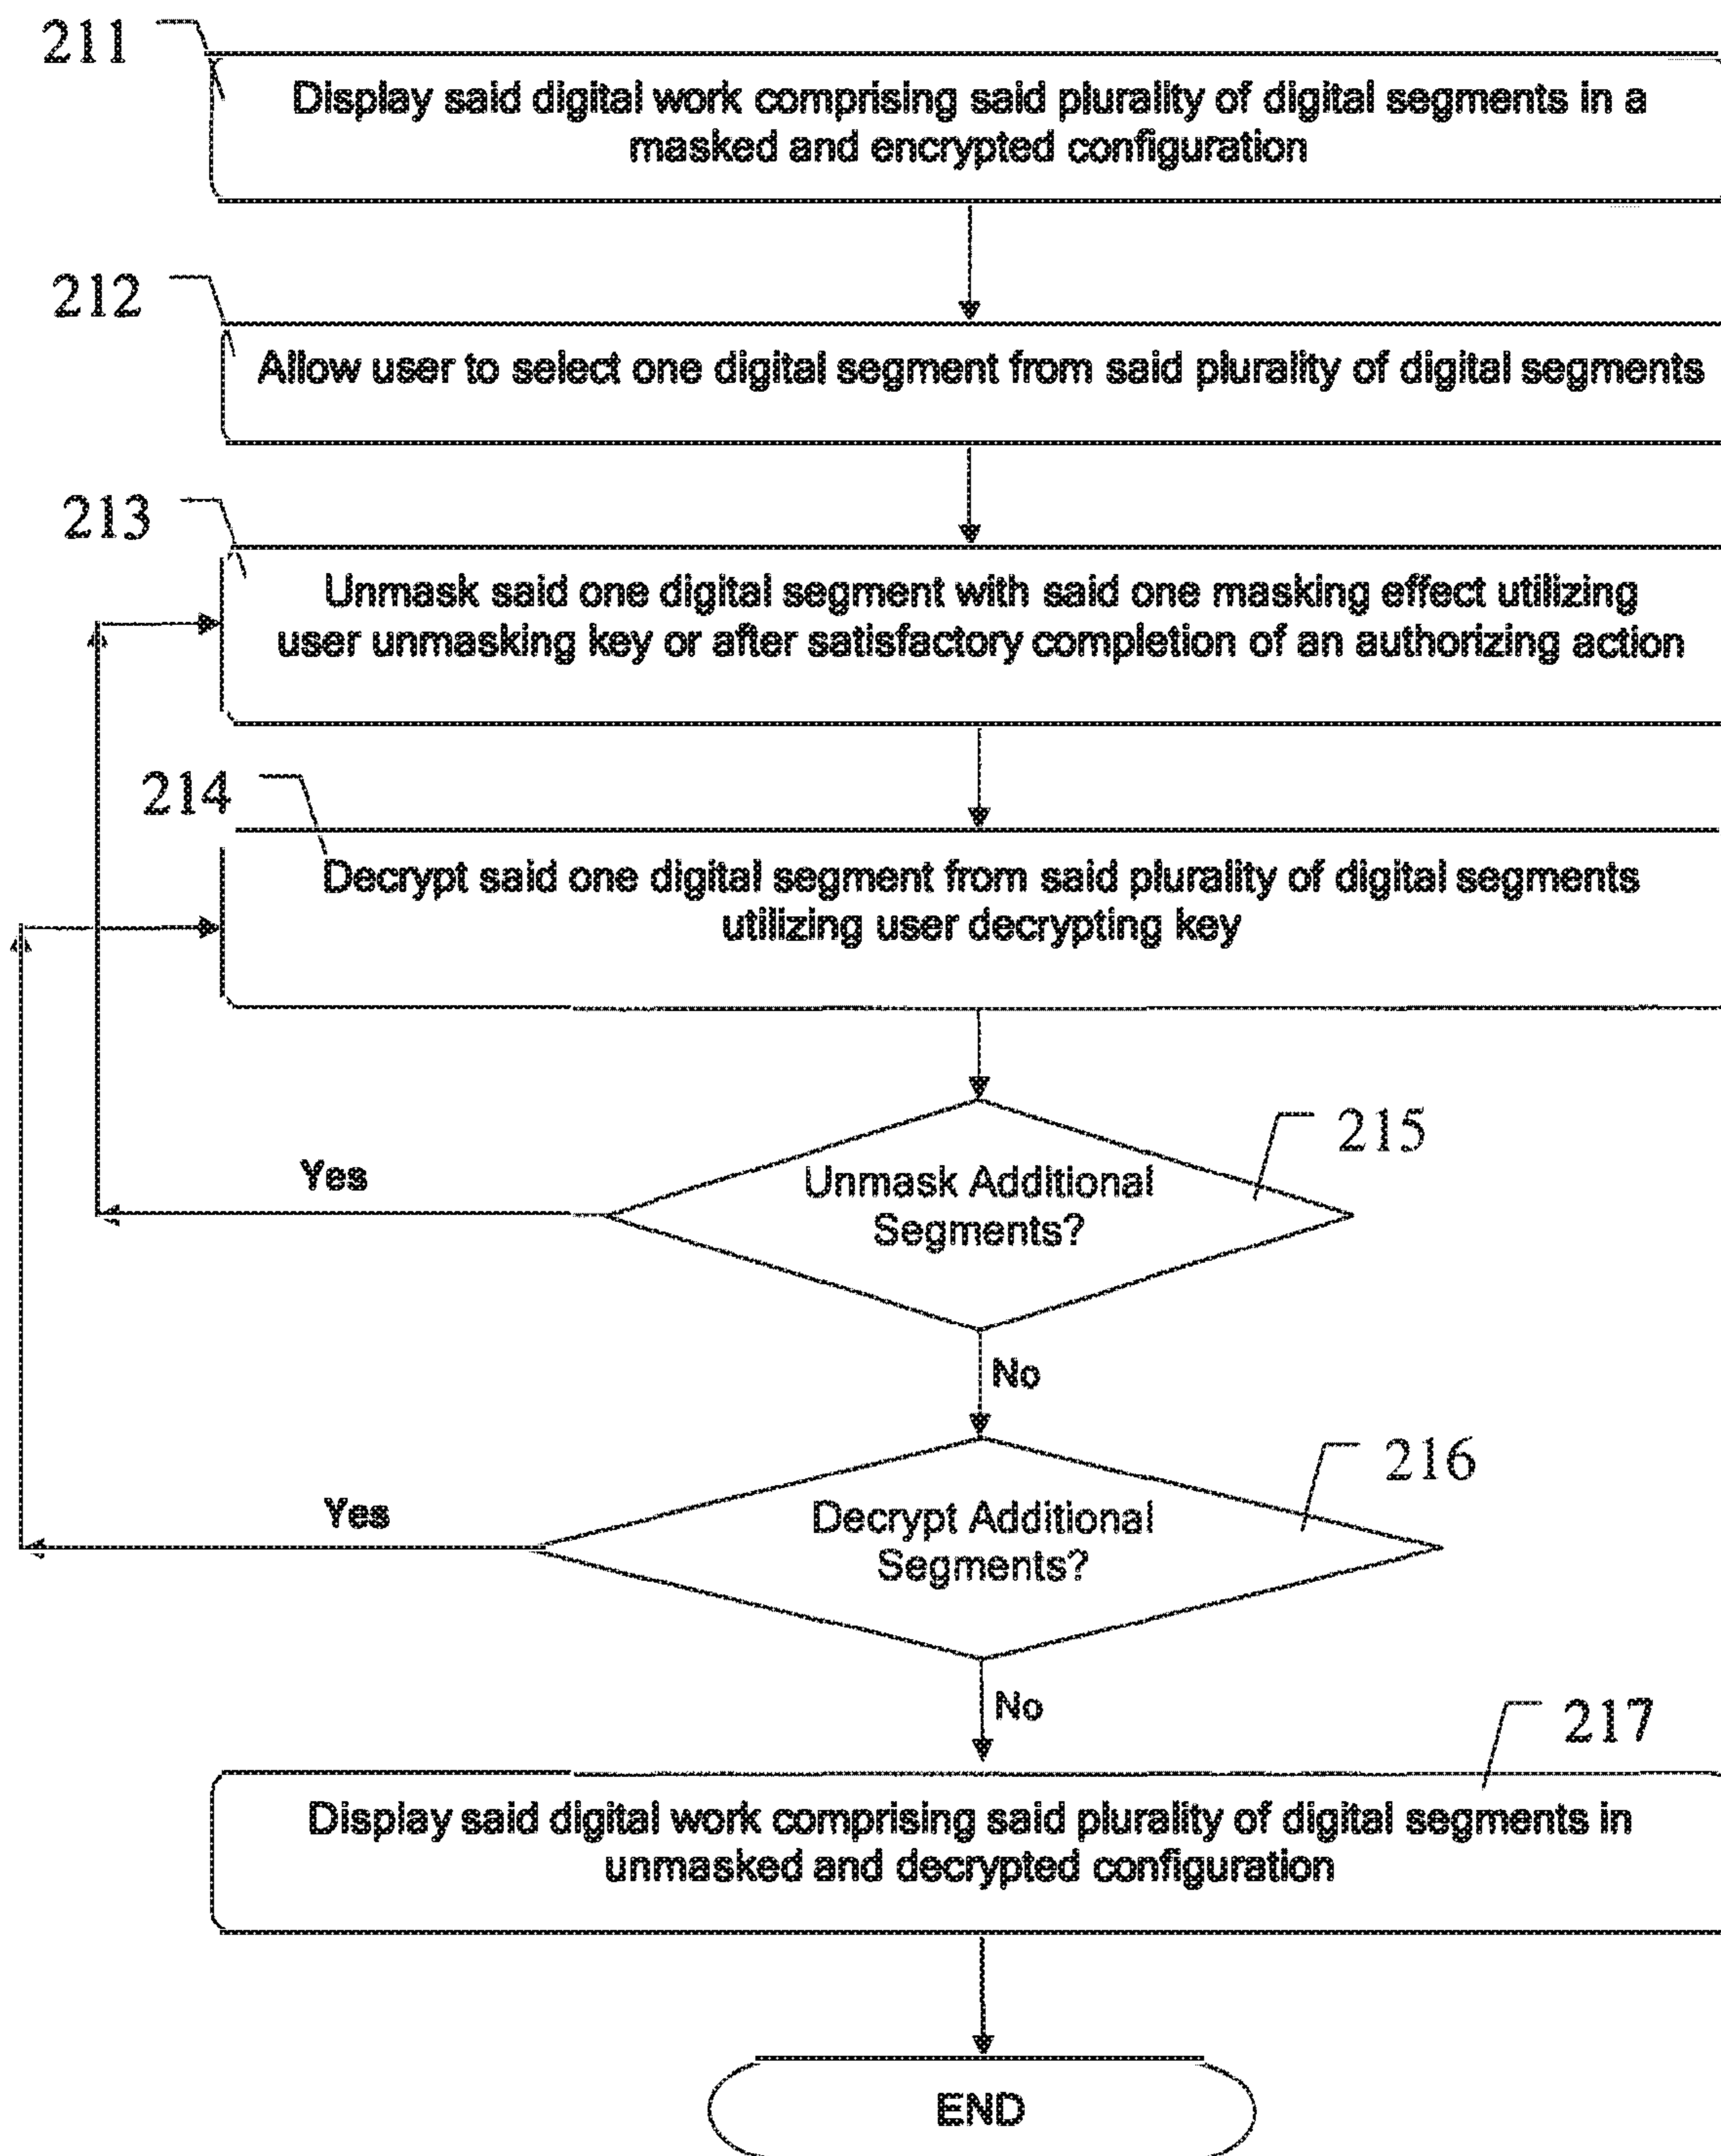 211
Display said digital work comprising said plurality of digital segments in a
masked and encrypted configuration
212
Allow user to select one digital segment from said plurality of digital segments
213
Unmask said one digital segment with said one masking effect utilizing
user unmasking key or after satisfactory completion of an authorizing action
214
Decrypt said one digital segment from said plurality of digital segments
utilizing user decrypting key
215
Yes
Unmask Additional
Segments?
No
216
Yes
Decrypt Additional
Segments?
No
217
Display said digital work comprising said plurality of digital segments in
unmasked and decrypted configuration
END